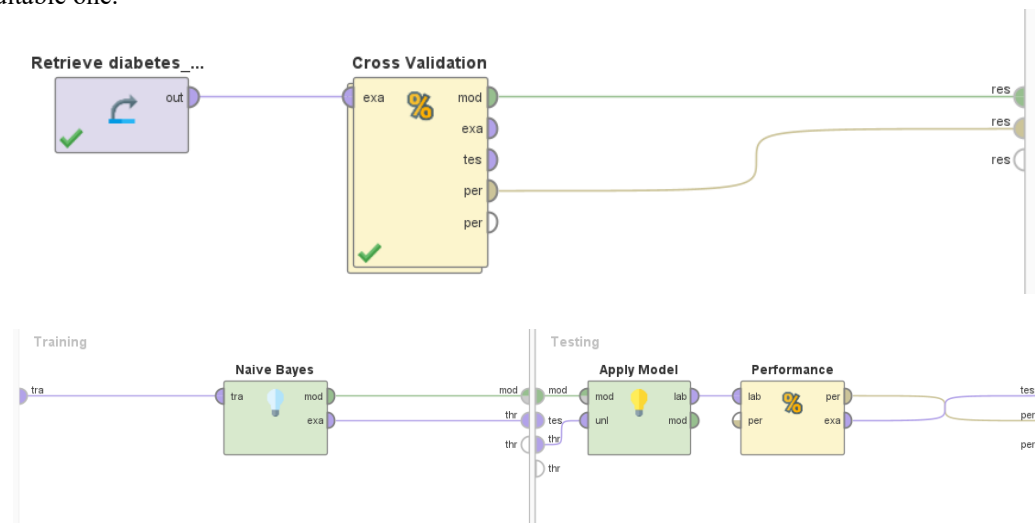 uitable one.
Retrieve diabetes_... Cross Validation
out exa mod res
exa res
tes res
per
per
Training Testing
Naive Bayes Apply Model Performance
tra tra mod mod mod mod lab lab per tes
exa thr tes unl mod per exa per
thr thr per
thr